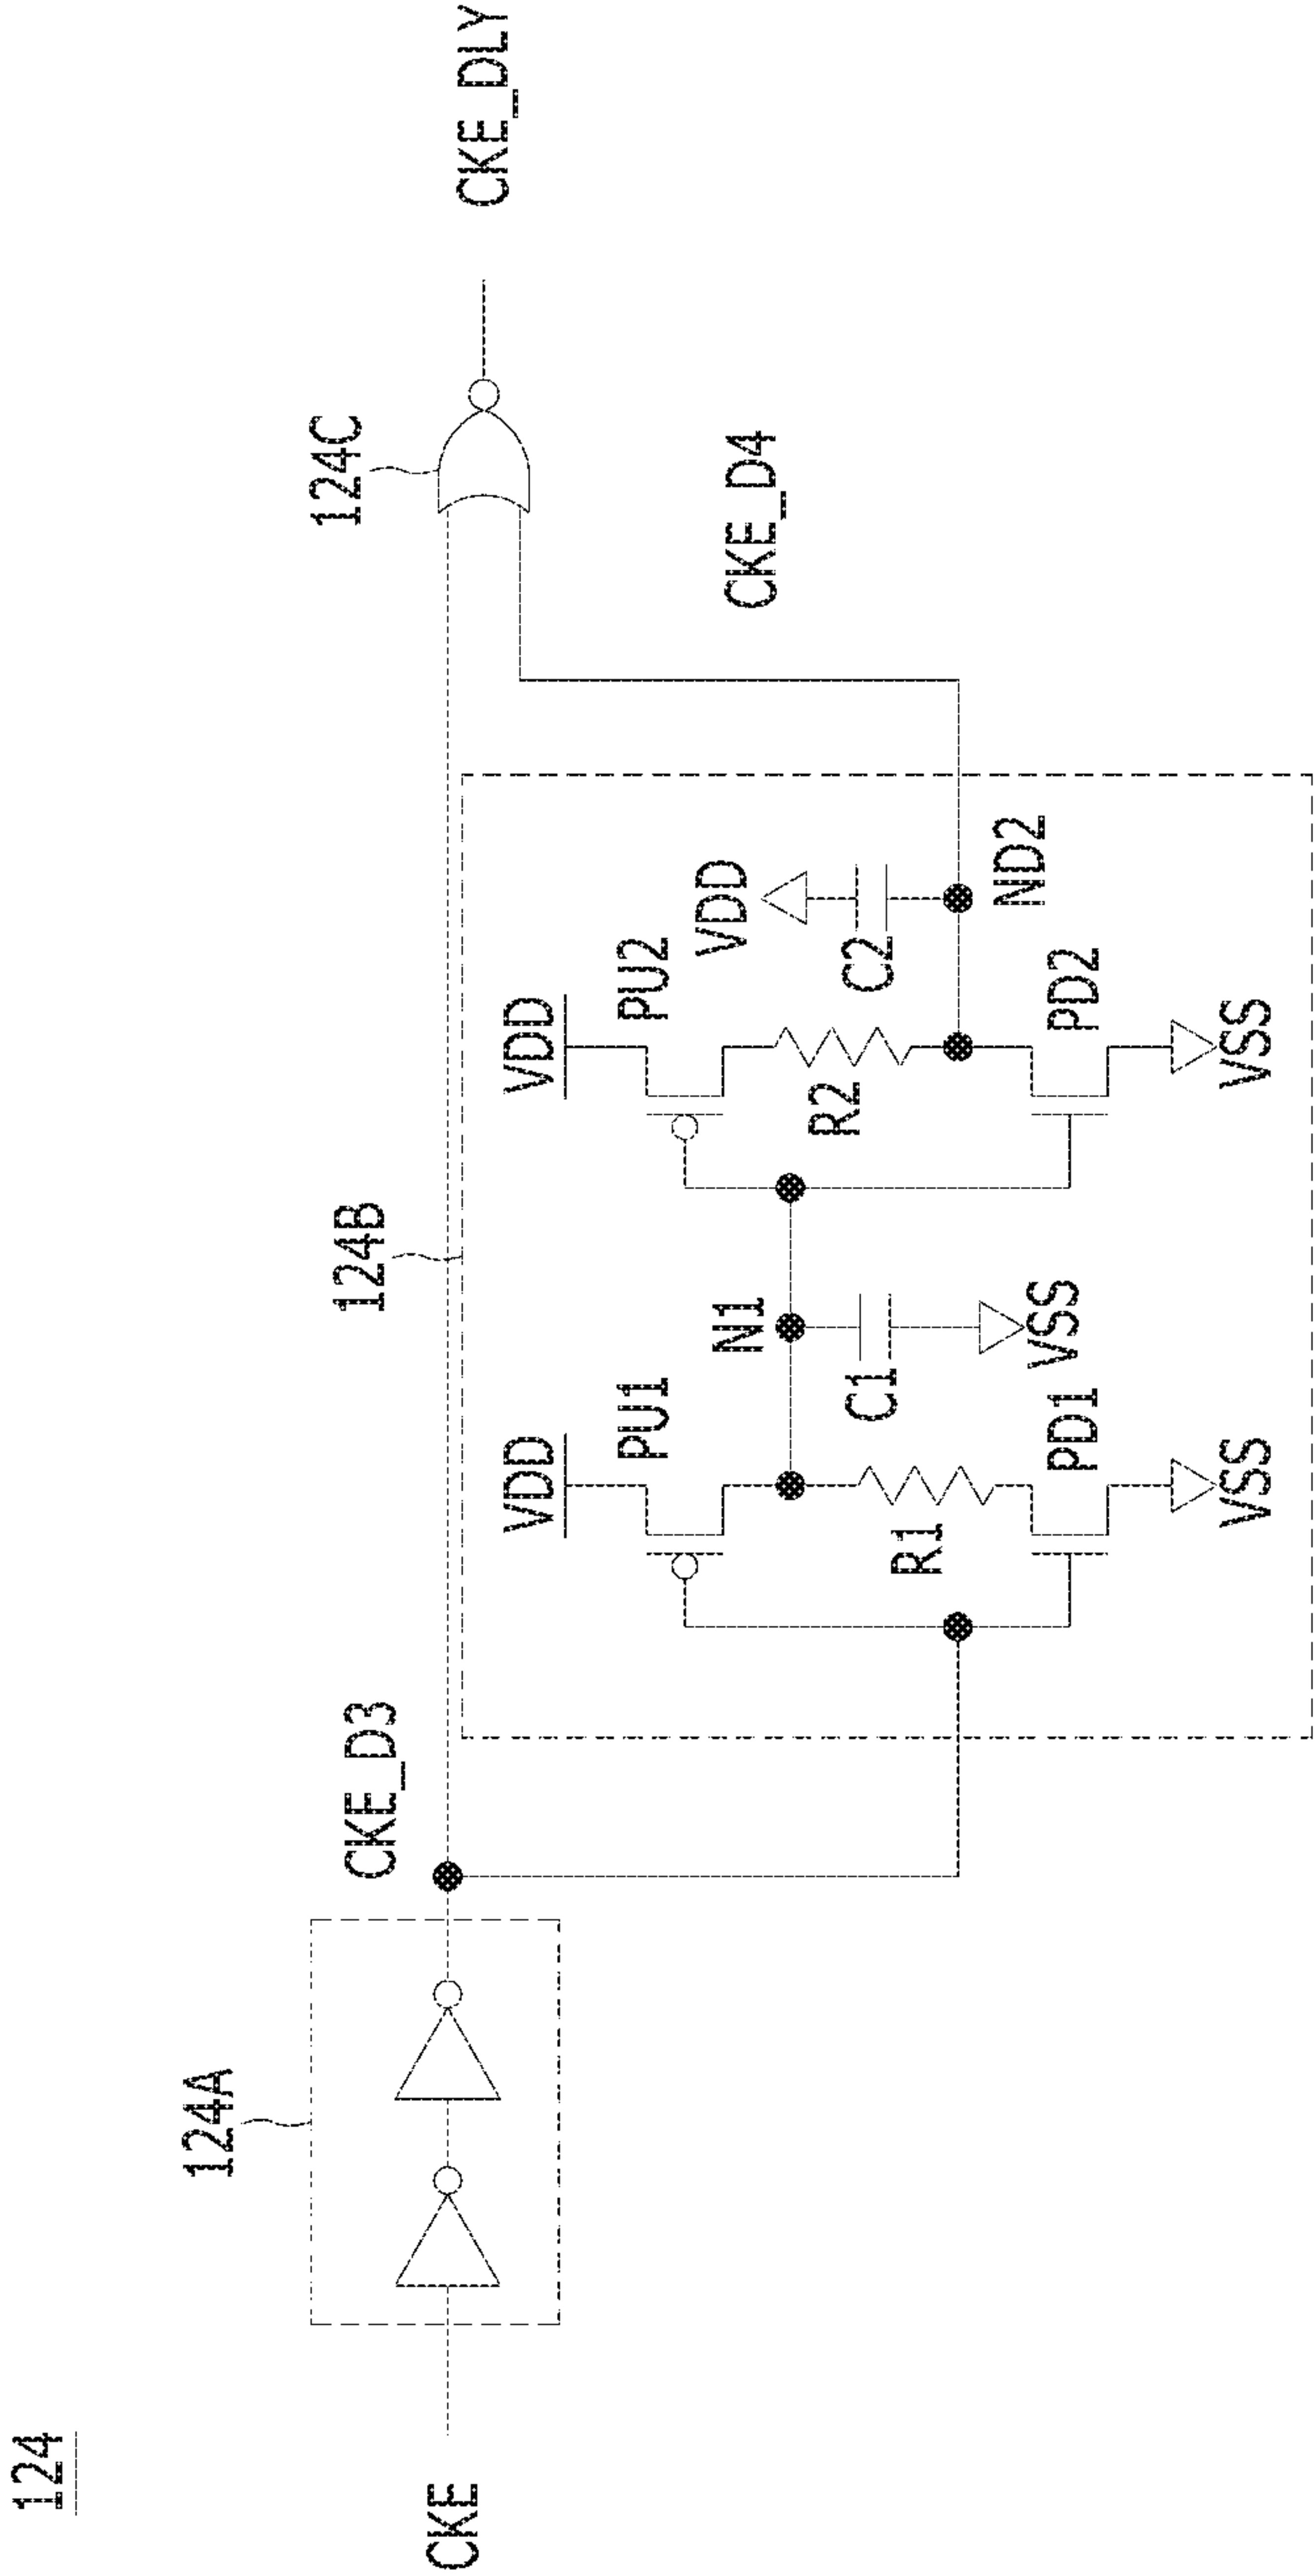 124
124A
124B
124C
CKE
CKE_D3
CKE_DLY
CKE_D4
VDD
PU1
N1
R1
C1
PD1
VSS
VSS
VDD
PU2
VDD
R2
C2
ND2
PD2
VSS